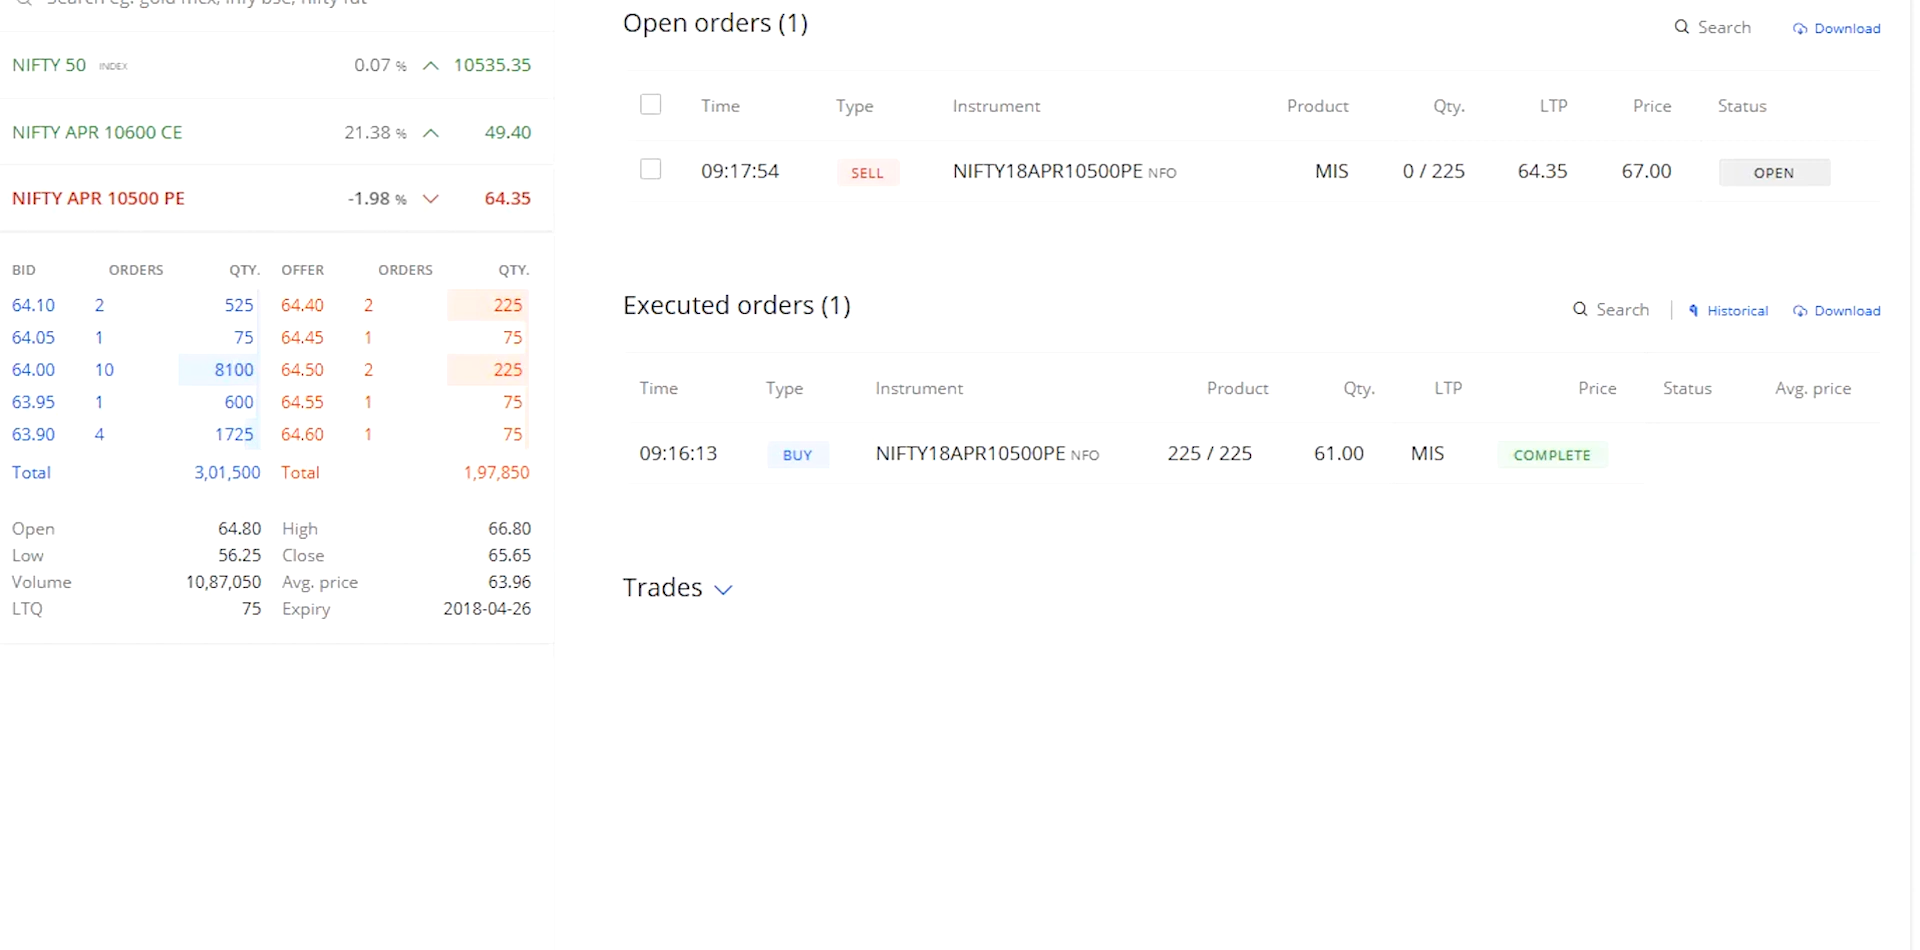 Search eg: gold mcx, infy bse, nifty fut
NIFTY 50 INDEX 0.07 % 10535.35
NIFTY APR 10600 CE 21.38 % 49.40
NIFTY APR 10500 PE -1.98 % 64.35
BID ORDERS QTY. OFFER ORDERS QTY.
64.10 2 525 64.40 2 225
64.05 1 75 64.45 1 75
64.00 10 8100 64.50 2 225
63.95 1 600 64.55 1 75
63.90 4 1725 64.60 1 75
Total 3,01,500 Total 1,97,850
Open 64.80 High 66.80
Low 56.25 Close 65.65
Volume 10,87,050 Avg. price 63.96
LTQ 75 Expiry 2018-04-26
Open orders (1) Search Download
Time Type Instrument Product Qty. LTP Price Status
09:17:54 SELL NIFTY18APR10500PE NFO MIS 0 / 225 64.35 67.00 OPEN
Executed orders (1) Search Historical Download
Time Type Instrument Product Qty. LTP Price Status Avg. price
09:16:13 BUY NIFTY18APR10500PE NFO 225 / 225 61.00 MIS COMPLETE
Trades